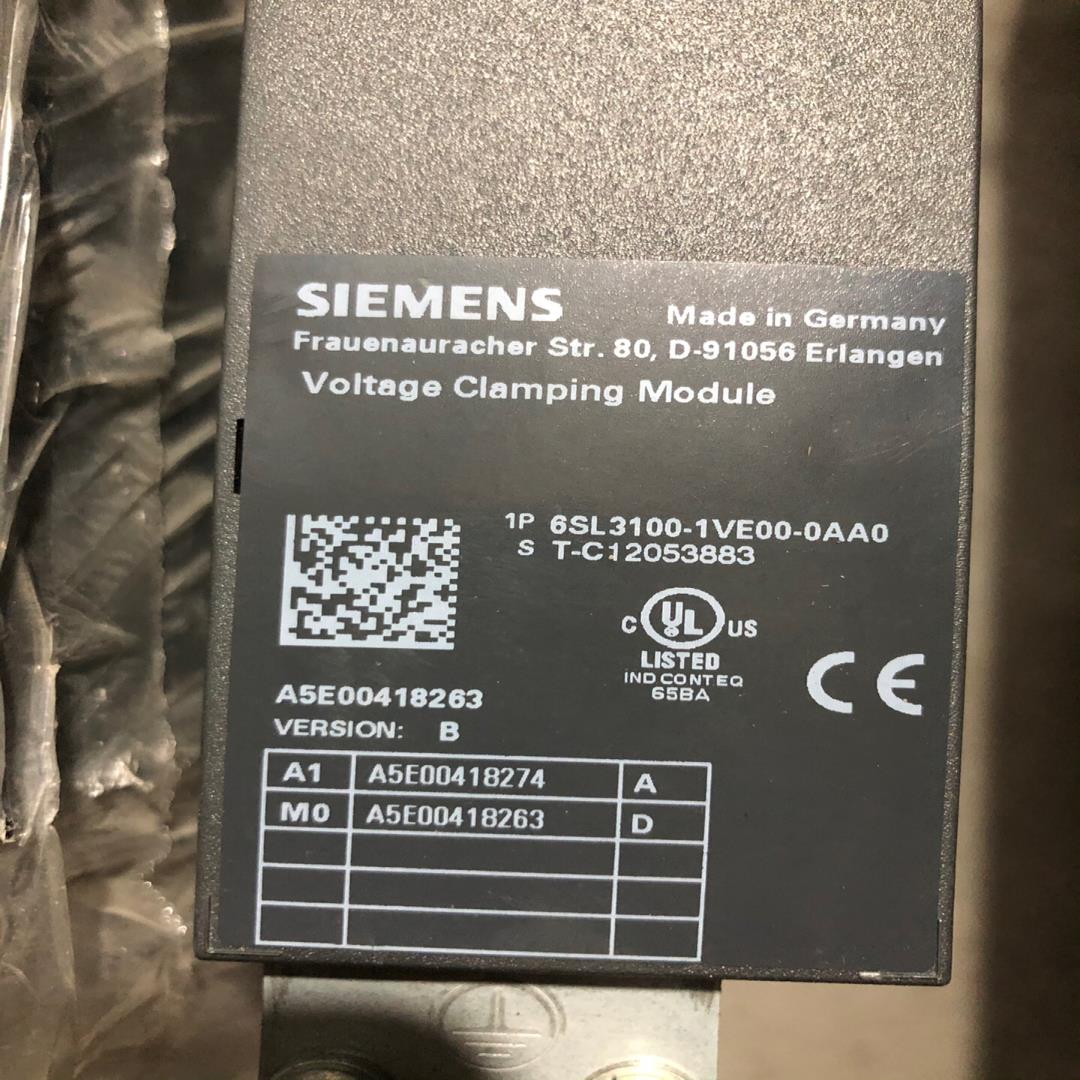 SIEMENS
Made in Germany
Frauenauracher Str. 80, D-91056 Erlangen
Voltage Clamping Module
1P 6SL3100-1VE00-0AA0
S T-C12053883
C UL US
LISTED
IND CONT EQ
65BA
CE
A5E00418263
VERSION: B
A1 A5E00418274 A
M0 A5E00418263 D